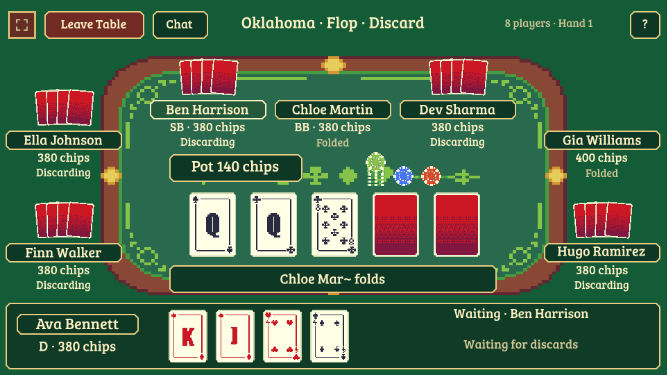 Leave Table
Chat
Oklahoma · Flop · Discard
8 players · Hand 1
?
Ben Harrison
SB · 380 chips
Discarding
Chloe Martin
BB · 380 chips
Folded
Dev Sharma
380 chips
Discarding
Ella Johnson
380 chips
Discarding
Gia Williams
400 chips
Folded
Pot 140 chips
Q
Q
Finn Walker
380 chips
Discarding
Hugo Ramirez
380 chips
Discarding
Chloe Mar~ folds
Ava Bennett
D · 380 chips
K
J
Waiting · Ben Harrison
Waiting for discards